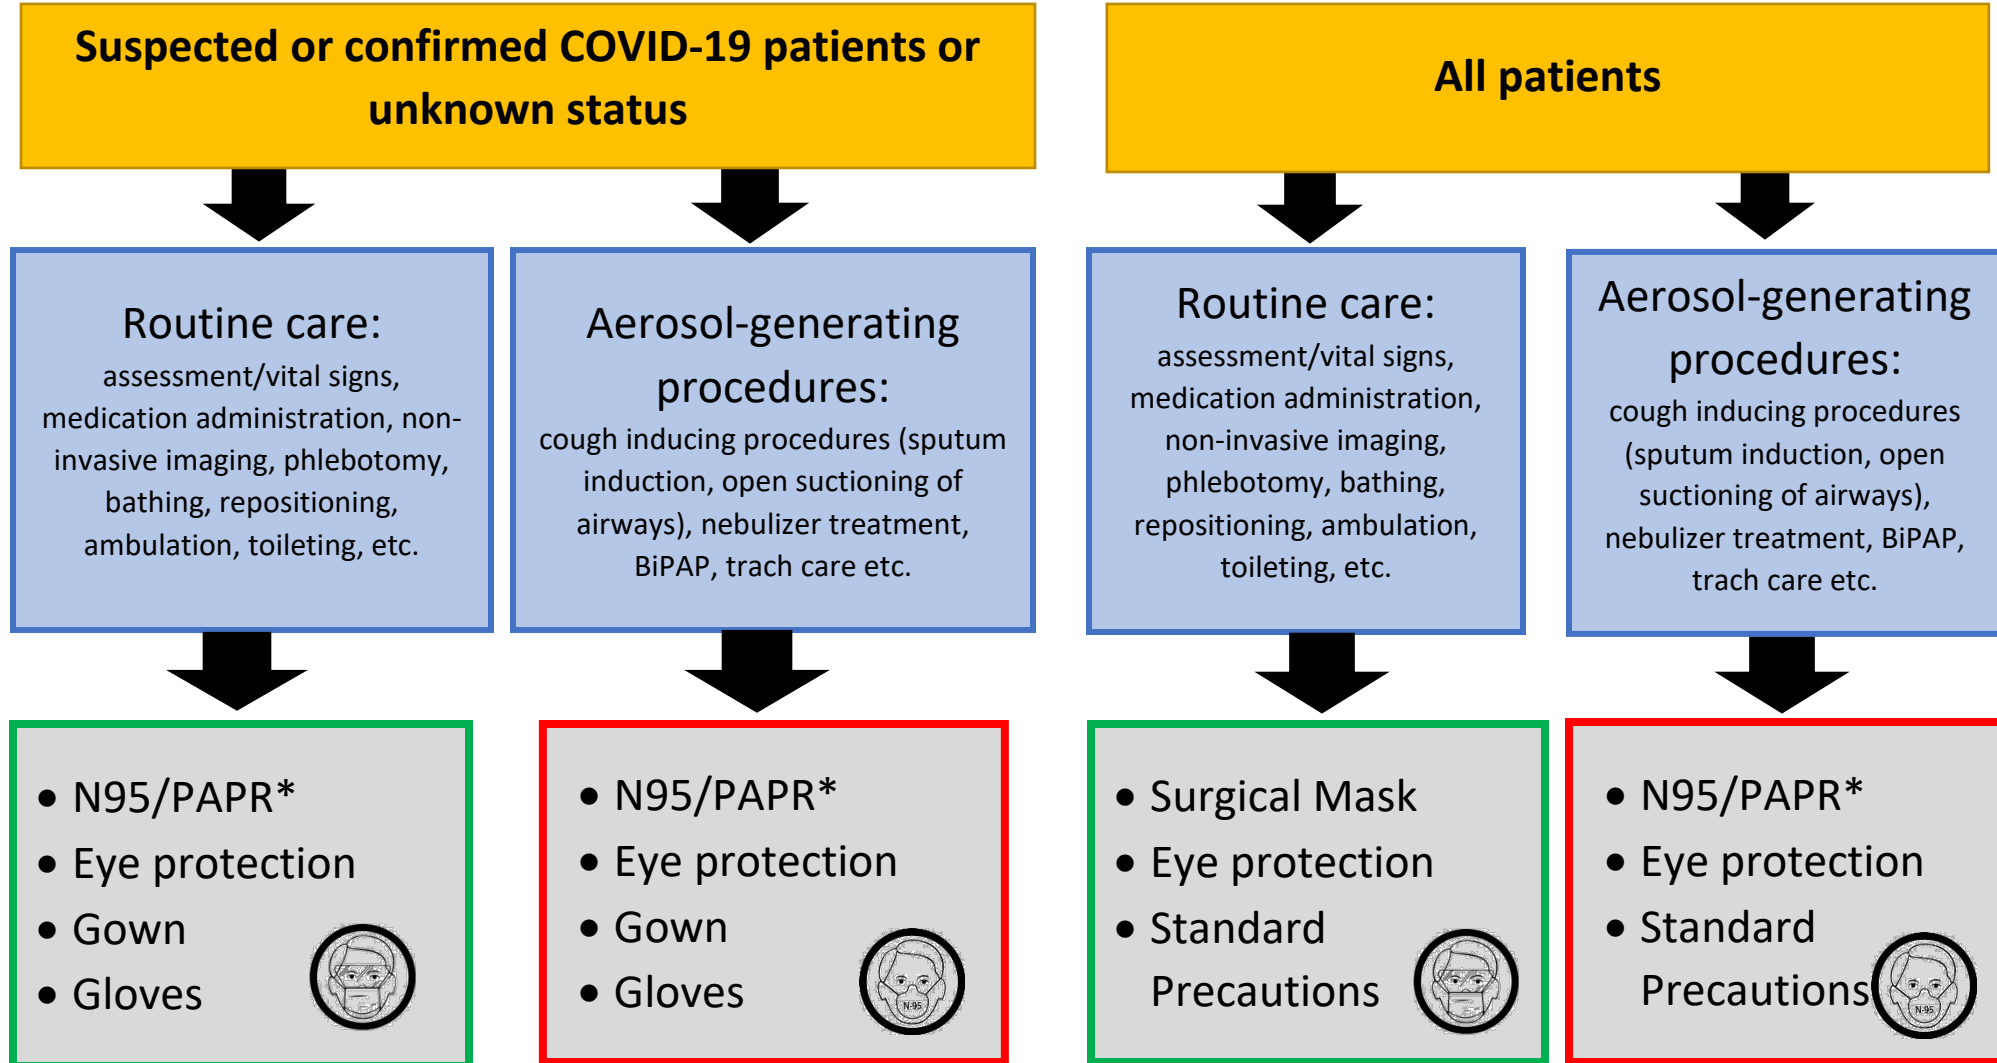 Suspected or confirmed COVID-19 patients or
unknown status
All patients
Routine care:
assessment/vital signs,
medication administration, non-
invasive imaging, phlebotomy,
bathing, repositioning,
ambulation, toileting, etc.
Aerosol-generating
procedures:
cough inducing procedures (sputum
induction, open suctioning of
airways), nebulizer treatment,
BiPAP, trach care etc.
Routine care:
assessment/vital signs,
medication administration,
non-invasive imaging,
phlebotomy, bathing,
repositioning, ambulation,
toileting, etc.
Aerosol-generating
procedures:
cough inducing procedures
(sputum induction, open
suctioning of airways),
nebulizer treatment, BiPAP,
trach care etc.
• N95/PAPR*
• Eye protection
• Gown
• Gloves
• N95/PAPR*
• Eye protection
• Gown
• Gloves
N-95
• Surgical Mask
• Eye protection
• Standard
Precautions
• N95/PAPR*
• Eye protection
• Standard
Precautions
N-95